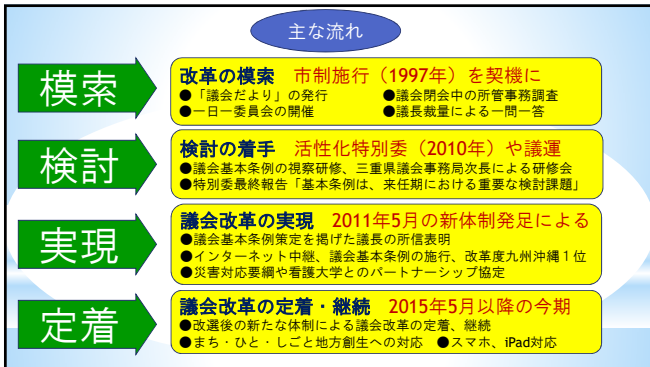 主な流れ
模索
改革の模索 市制施行（1997年）を契機に
●「議会だより」の発行 ●議会閉会中の所管事務調査
●一日一委員会の開催 ●議長裁量による一問一答
検討
検討の着手 活性化特別委（2010年）や議運
●議会基本条例の視察研修、三重県議会事務局次長による研修会
●特別委最終報告「基本条例は、来任期における重要な検討課題」
実現
議会改革の実現 2011年5月の新体制発足による
●議会基本条例策定を掲げた議長の所信表明
●インターネット中継、議会基本条例の施行、改革度九州沖縄１位
●災害対応要綱や看護大学とのパートナーシップ協定
定着
議会改革の定着・継続 2015年5月以降の今期
●改選後の新たな体制による議会改革の定着、継続
●まち・ひと・しごと地方創生への対応 ●スマホ、iPad対応